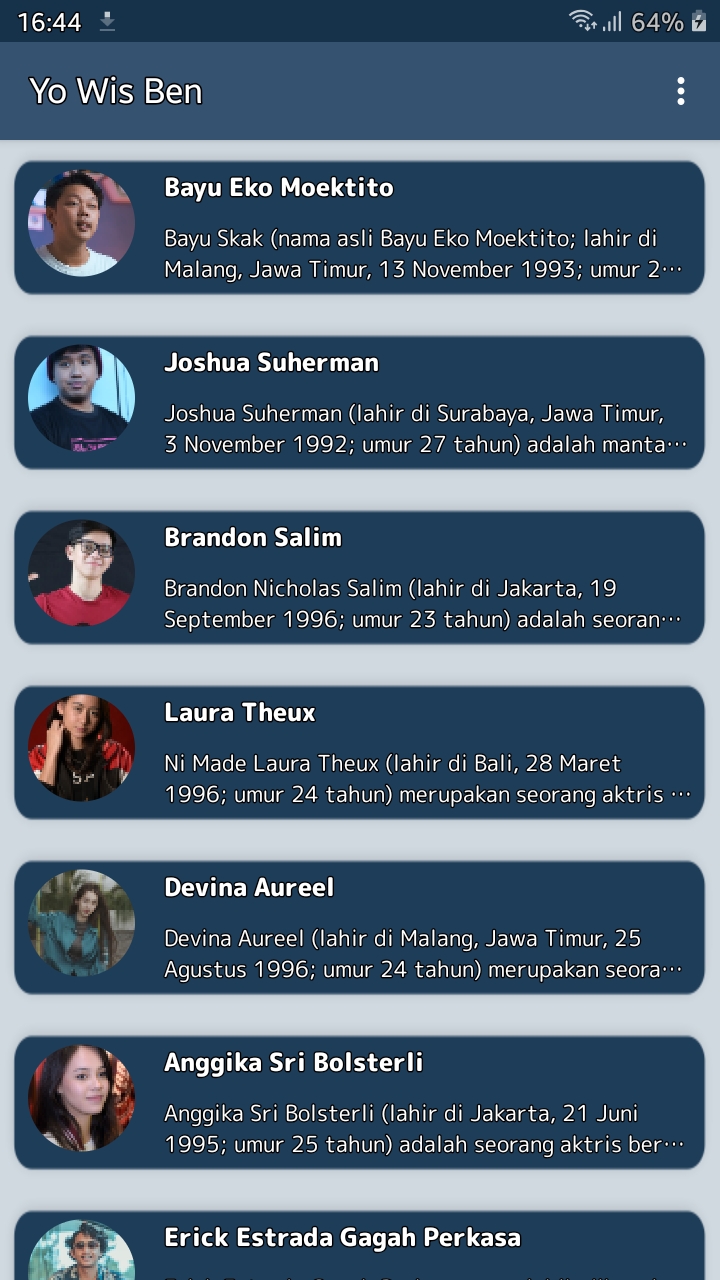 16:44
64%
Yo Wis Ben
Bayu Eko Moektito
Bayu Skak (nama asli Bayu Eko Moektito; lahir di
Malang, Jawa Timur, 13 November 1993; umur 2…
Joshua Suherman
Joshua Suherman (lahir di Surabaya, Jawa Timur,
3 November 1992; umur 27 tahun) adalah manta…
Brandon Salim
Brandon Nicholas Salim (lahir di Jakarta, 19
September 1996; umur 23 tahun) adalah seoran…
Laura Theux
Ni Made Laura Theux (lahir di Bali, 28 Maret
1996; umur 24 tahun) merupakan seorang aktris …
Devina Aureel
Devina Aureel (lahir di Malang, Jawa Timur, 25
Agustus 1996; umur 24 tahun) merupakan seora…
Anggika Sri Bolsterli
Anggika Sri Bolsterli (lahir di Jakarta, 21 Juni
1995; umur 25 tahun) adalah seorang aktris ber…
Erick Estrada Gagah Perkasa